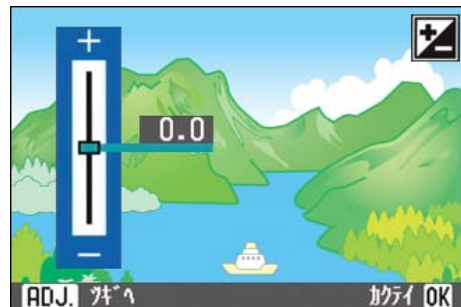 +
0.0
−
ADJ. ﾂｷﾞﾍ
ｶｸﾃｲ OK